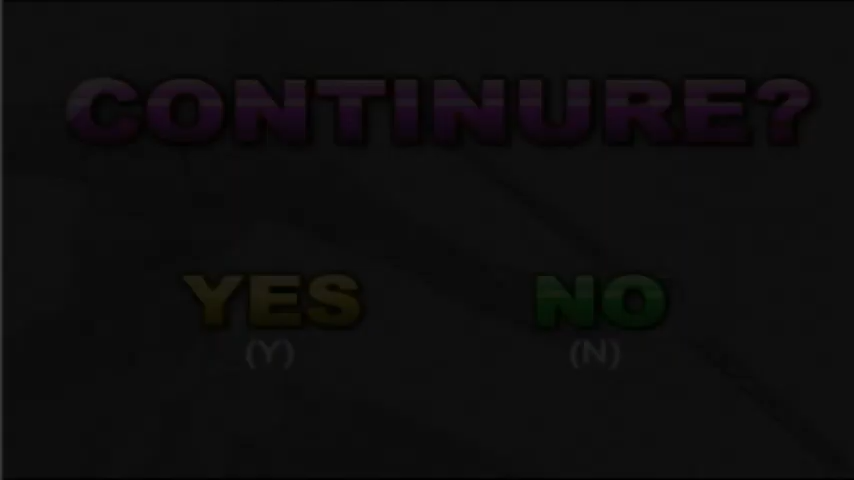 CONTINURE?
YES NO
(Y) (N)